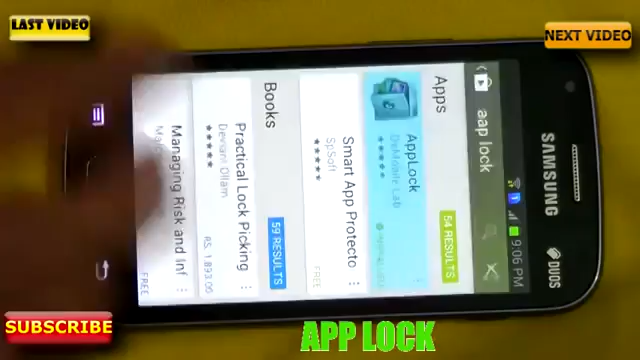 LAST VIDEO
NEXT VIDEO
SAMSUNG
DUOS
9:06 PM
aap lock
Apps
54 RESULTS
AppLock
DoMobile Lab
Smart App Protecto
SpSoft
FREE
Books
59 RESULTS
Practical Lock Picking
Deviant Ollam
RS. 1,893.00
Managing Risk and Inf
FREE
SUBSCRIBE
APP LOCK